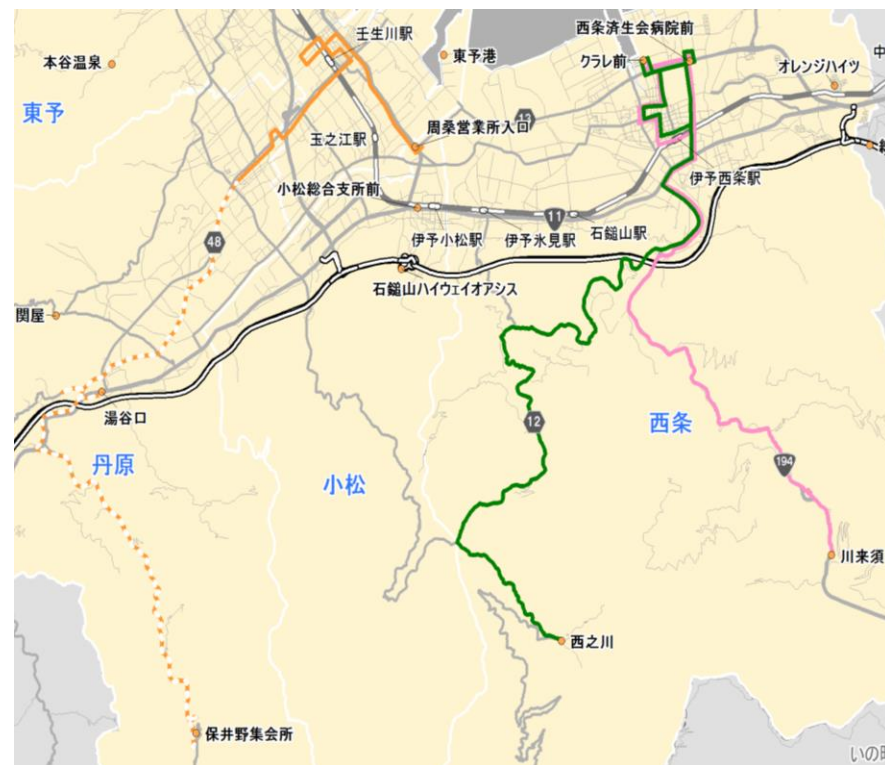 西条済生会病院前
壬生川駅
本谷温泉
東予港
クラレ前
オレンジハイツ
中
東予
13
周桑営業所入口
玉之江駅
小松総合支所前
伊予西条駅
11
48
伊予小松駅
伊予氷見駅
石鎚山駅
石鎚山ハイウェイオアシス
関屋
湯谷口
12
西条
丹原
小松
194
川来須
西之川
保井野集会所
いの町